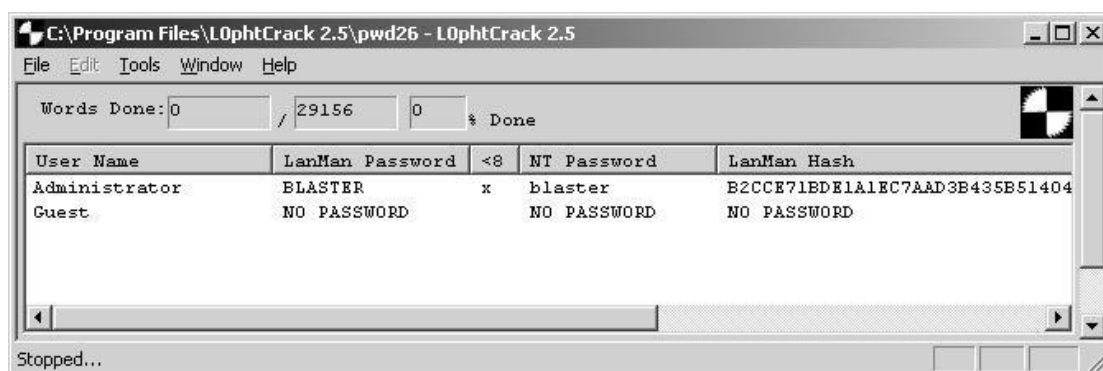 C:\Program Files\L0phtCrack 2.5\pwd26 - L0phtCrack 2.5
File Edit Tools Window Help
Words Done: 0 / 29156 0 % Done
User Name LanMan Password <8 NT Password LanMan Hash
Administrator BLASTER x blaster B2CCE71BDE1A1EC7AAD3B435B51404
Guest NO PASSWORD NO PASSWORD NO PASSWORD
Stopped...